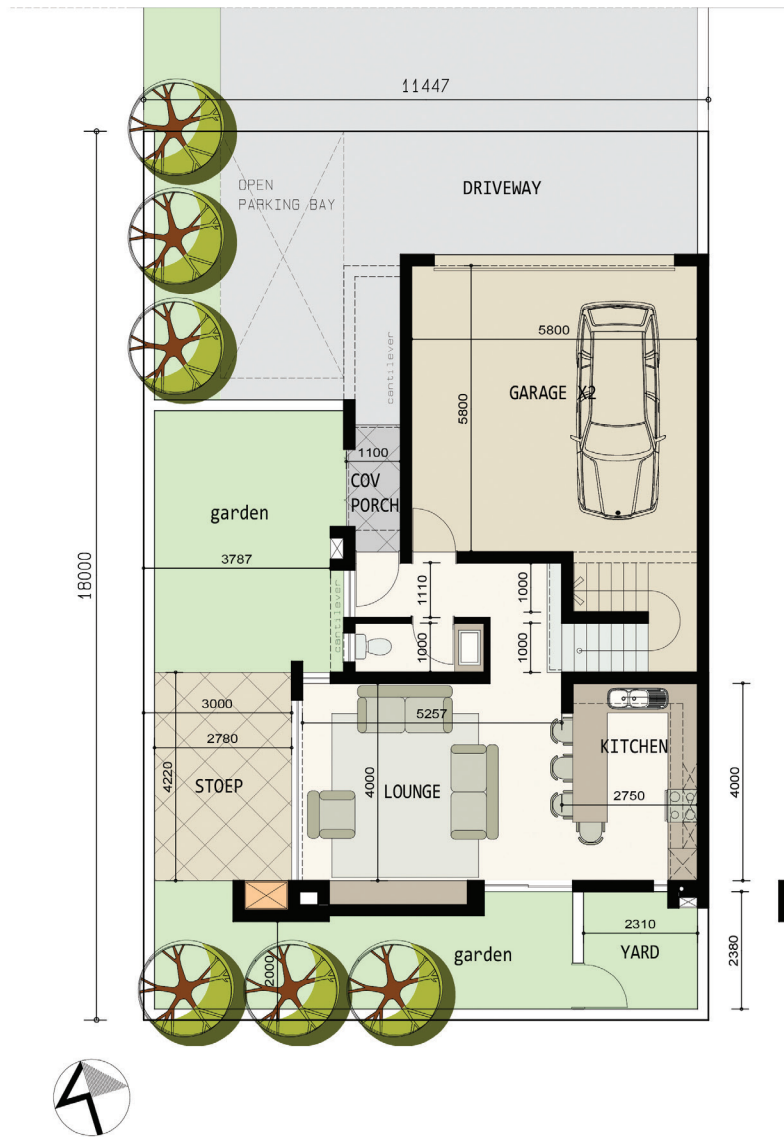 11447
18000
OPEN
PARKING BAY
DRIVEWAY
cantilever
5800
5800
GARAGE X2
1100
COV
PORCH
garden
3787
cantilever
1110
1000
1000
1000
3000
2780
4220
STOEP
5257
4000
LOUNGE
KITCHEN
2750
4000
2000
garden
2310
YARD
2380